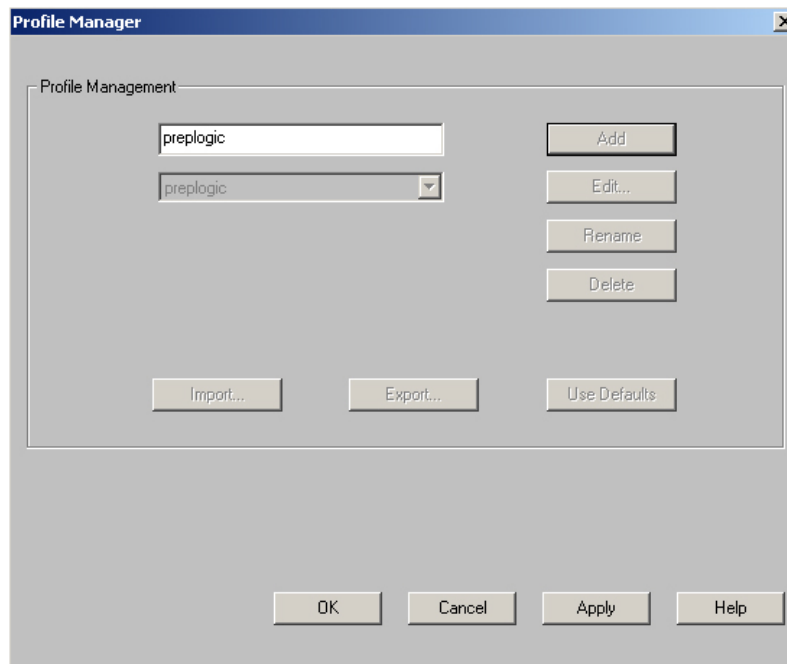 Profile Manager
Profile Management
preplogic
Add
preplogic
Edit...
Rename
Delete
Import...
Export...
Use Defaults
OK
Cancel
Apply
Help